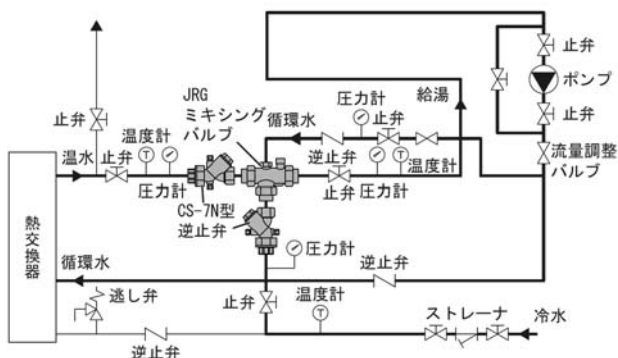 止弁
ポンプ
止弁
流量調整
バルブ
JRG
ミキシング
バルブ
循環水
圧力計
止弁
給湯
止弁
温度計
温水
止弁
圧力計
CS-7N型
逆止弁
逆止弁
止弁
圧力計
温度計
熱交換器
循環水
逃し弁
逆止弁
圧力計
止弁
温度計
逆止弁
ストレーナ
冷水